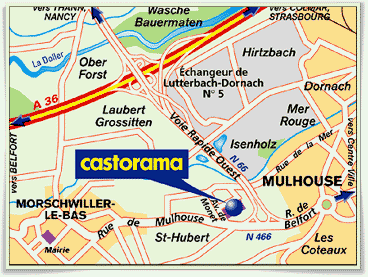 vers THANN,
NANCY
Wasche
Bauermaten
vers COLMAR,
STRASBOURG
La Doller
Ober
Forst
Hirtzbach
Échangeur de
Lutterbach-Dornach
N° 5
Dornach
A 36
Laubert
Grossitten
Mer
Rouge
Voie Rapide Ouest
Isenholz
N 66
Rue de la Mer
vers BELFORT
castorama
vers Centre Ville
MULHOUSE
MORSCHWILLER-
LE-BAS
Av. de
Rue de Mulhouse
R. de
Belfort
Mairie
St-Hubert
N 466
Les
Coteaux